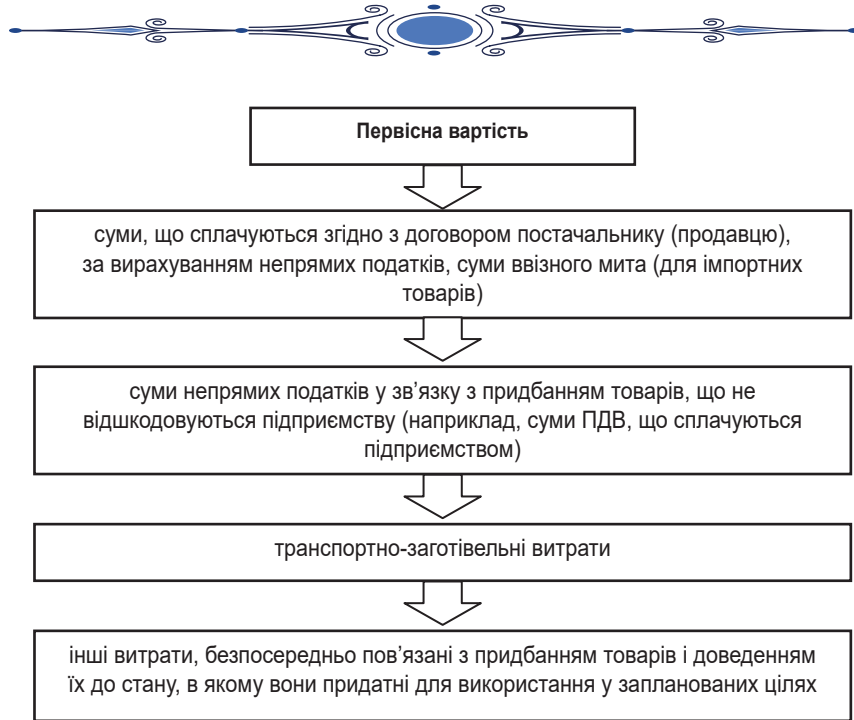 Первісна вартість
суми, що сплачуються згідно з договором постачальнику (продавцю),
за вирахуванням непрямих податків, суми ввізного мита (для імпортних
товарів)
суми непрямих податків у зв’язку з придбанням товарів, що не
відшкодовуються підприємству (наприклад, суми ПДВ, що сплачуються
підприємством)
транспортно-заготівельні витрати
інші витрати, безпосередньо пов’язані з придбанням товарів і доведенням
їх до стану, в якому вони придатні для використання у запланованих цілях